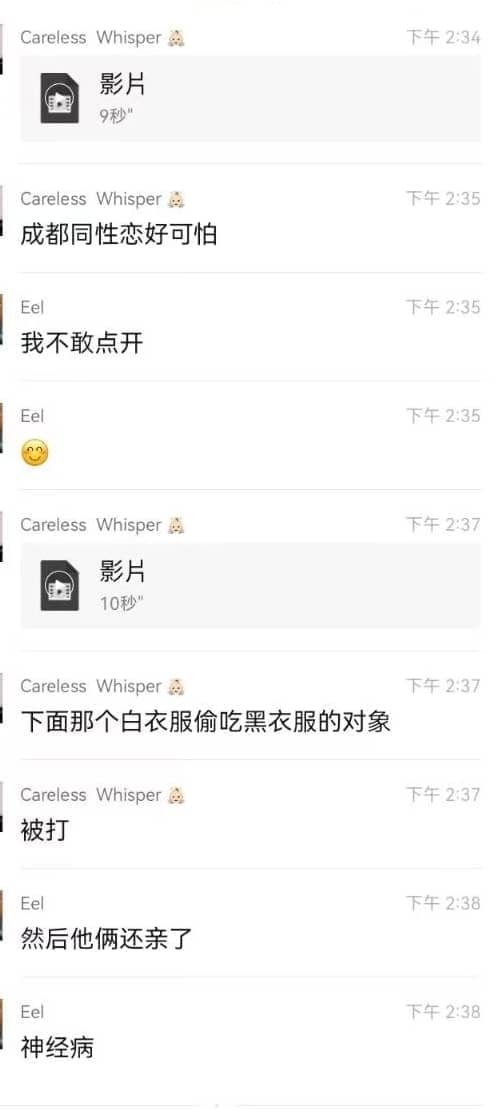 Careless Whisper 👶🏻 下午 2:34
影片
9秒"
Careless Whisper 👶🏻 下午 2:35
成都同性恋好可怕
Eel 下午 2:35
我不敢点开
Eel 下午 2:35
😊
Careless Whisper 👶🏻 下午 2:37
影片
10秒"
Careless Whisper 👶🏻 下午 2:37
下面那个白衣服偷吃黑衣服的对象
Careless Whisper 👶🏻 下午 2:37
被打
Eel 下午 2:38
然后他俩还亲了
Eel 下午 2:38
神经病